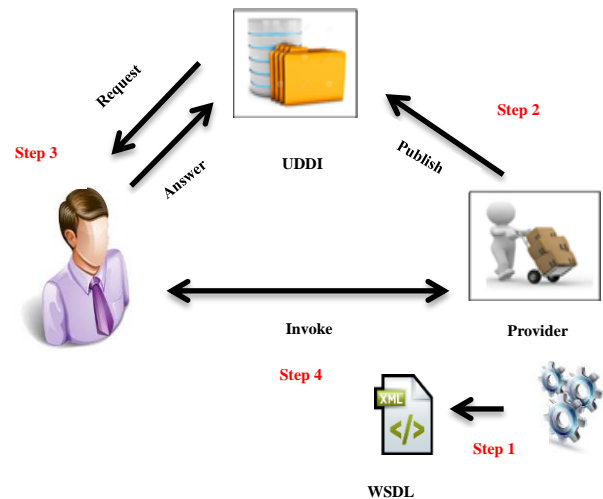 Request
Step 2
Step 3
Answer
Publish
UDDI
Invoke
Provider
Step 4
XML
</>
Step 1
WSDL